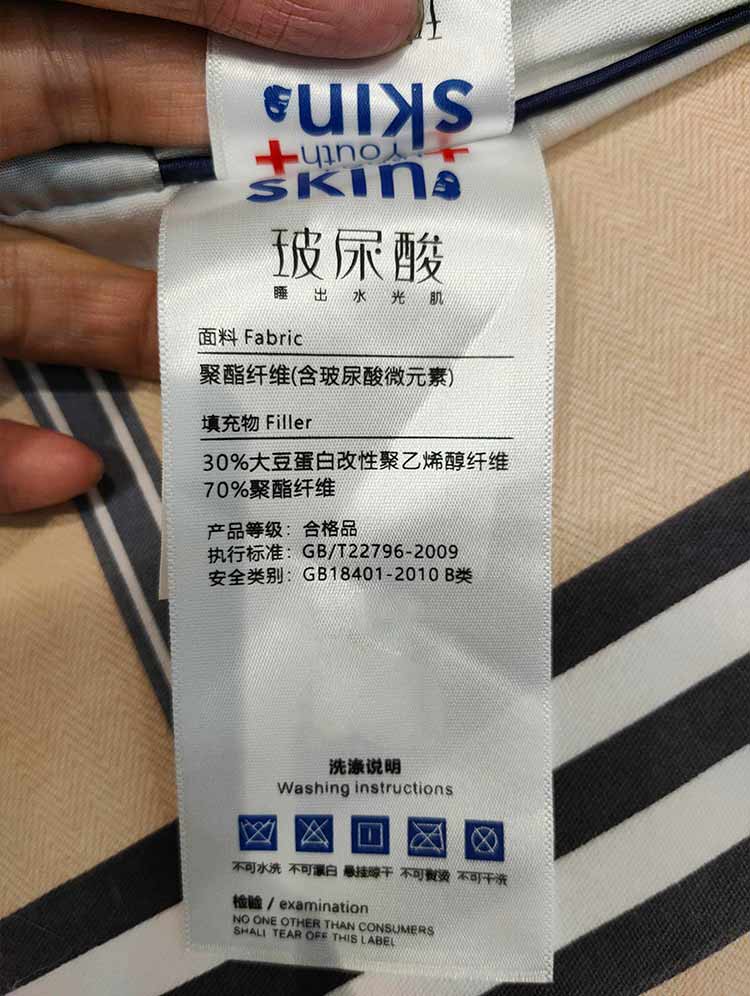 skin
Youth
skin
玻尿酸
睡出水光肌
面料 Fabric
聚酯纤维(含玻尿酸微元素)
填充物 Filler
30%大豆蛋白改性聚乙烯醇纤维
70%聚酯纤维
产品等级：合格品
执行标准：GB/T22796-2009
安全类别：GB18401-2010 B类
洗涤说明
Washing instructions
不可水洗 不可漂白 悬挂晾干 不可熨烫 不可干洗
检验 / examination
NO ONE OTHER THAN CONSUMERS
SHALL TEAR OFF THIS LABEL